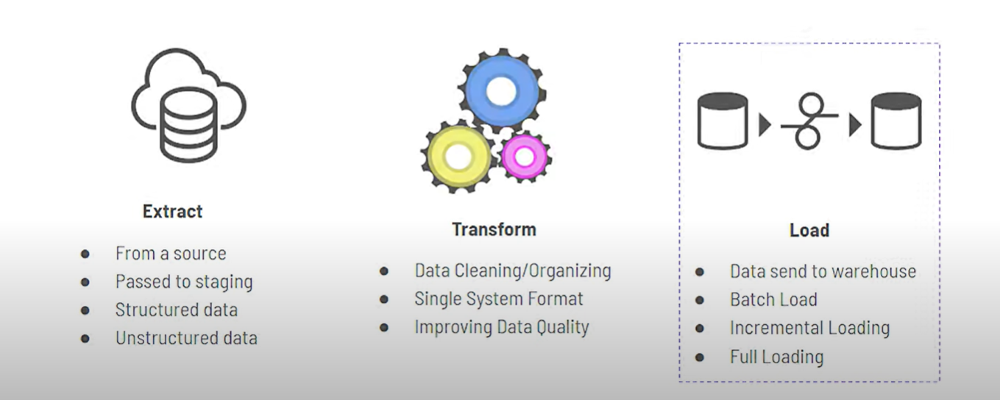 Extract
From a source
Passed to staging
Structured data
Unstructured data
Transform
Data Cleaning/Organizing
Single System Format
Improving Data Quality
Load
Data send to warehouse
Batch Load
Incremental Loading
Full Loading